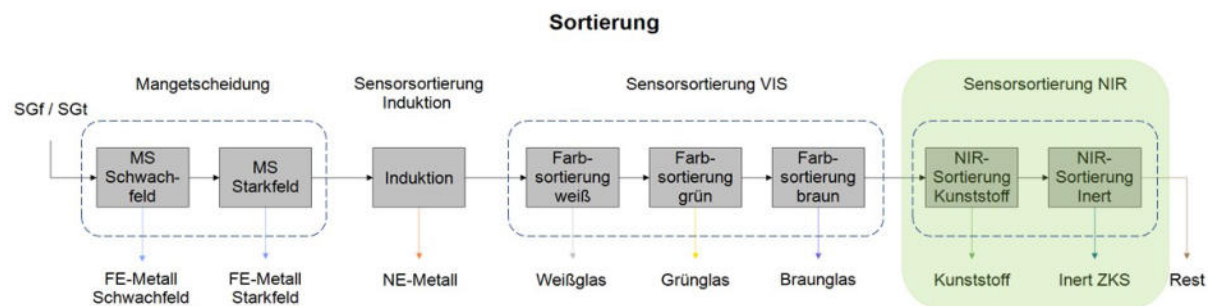 Sortierung
Mangetscheidung
Sensorsortierung
Induktion
Sensorsortierung VIS
Sensorsortierung NIR
SGf / SGt
MS
Schwach-
feld
MS
Starkfeld
Induktion
Farb-
sortierung
weiß
Farb-
sortierung
grün
Farb-
sortierung
braun
NIR-
Sortierung
Kunststoff
NIR-
Sortierung
Inert
FE-Metall
Schwachfeld
FE-Metall
Starkfeld
NE-Metall
Weißglas
Grünglas
Braunglas
Kunststoff
Inert ZKS
Rest